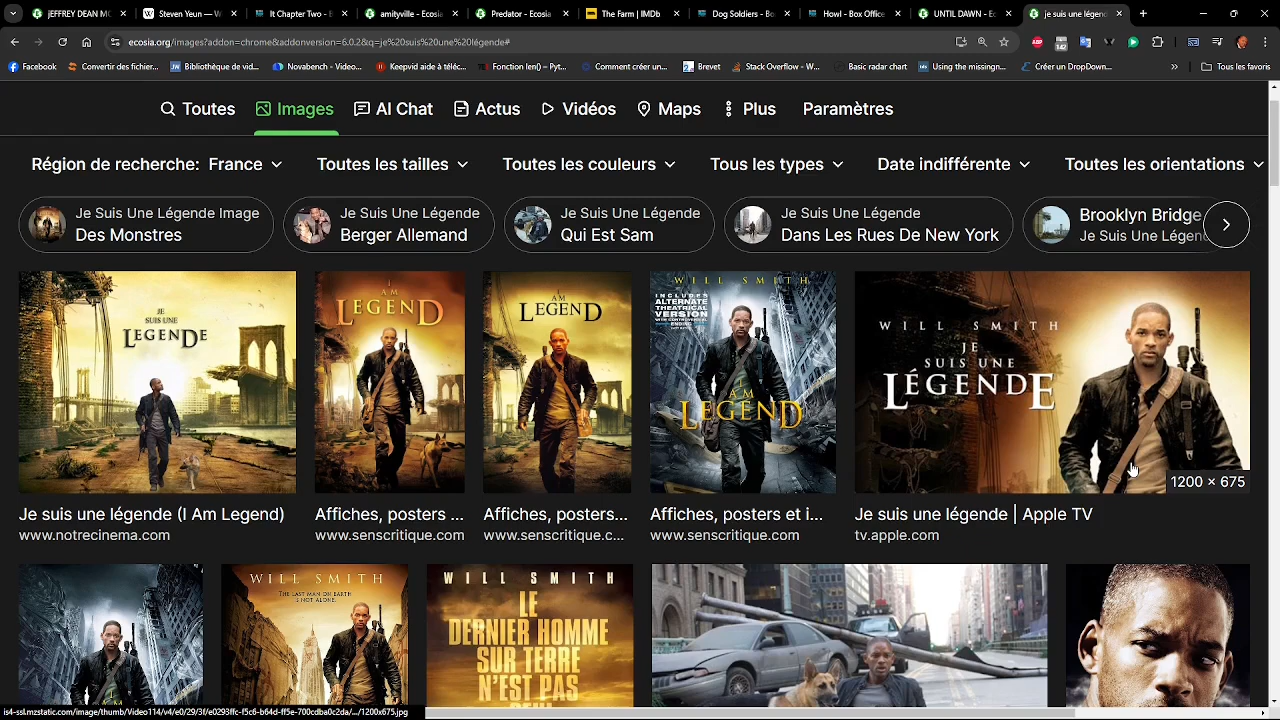 jEFFREY DEAN MO
Steven Yeun — W
It Chapter Two - B
amityville - Ecosia
Predator - Ecosia
The Farm | IMDb
Dog Soldiers - Bo
Howl - Box Office
UNTIL DAWN - Ec
je suis une légend
ecosia.org/images?addon=chrome&addonversion=6.0.2&q=je%20suis%20une%20légende#
Facebook
Convertir des fichier...
Bibliothèque de vid...
Novabench - Video...
Keepvid aide à téléc...
Fonction len() – Pyt...
Comment créer un...
Brevet
Stack Overflow - W...
Basic radar chart
Using the missingn...
Créer un DropDown...
Tous les favoris
Toutes
Images
AI Chat
Actus
Vidéos
Maps
Plus
Paramètres
Région de recherche: France
Toutes les tailles
Toutes les couleurs
Tous les types
Date indifférente
Toutes les orientations
Je Suis Une Légende Image
Des Monstres
Je Suis Une Légende
Berger Allemand
Je Suis Une Légende
Qui Est Sam
Je Suis Une Légende
Dans Les Rues De New York
Brooklyn Bridge
Je Suis Une Légen
JE
SUIS UNE
LEGENDE
I
AM
LEGEND
I
AM
LEGEND
WILL SMITH
INCLUDES
ALTERNATE
THEATRICAL
VERSION
WITH CONTROVERSIAL
ENDING
I AM
LEGEND
WILL SMITH
JE
SUIS UNE
LÉGENDE
1200 × 675
Je suis une légende (I Am Legend)
www.notrecinema.com
Affiches, posters ...
www.senscritique.com
Affiches, posters...
www.senscritique.c...
Affiches, posters et i...
www.senscritique.com
Je suis une légende | Apple TV
tv.apple.com
WILL SMITH
THE LAST MAN ON EARTH
IS NOT ALONE.
WILL SMITH
LE
DERNIER HOMME
SUR TERRE
N'EST PAS